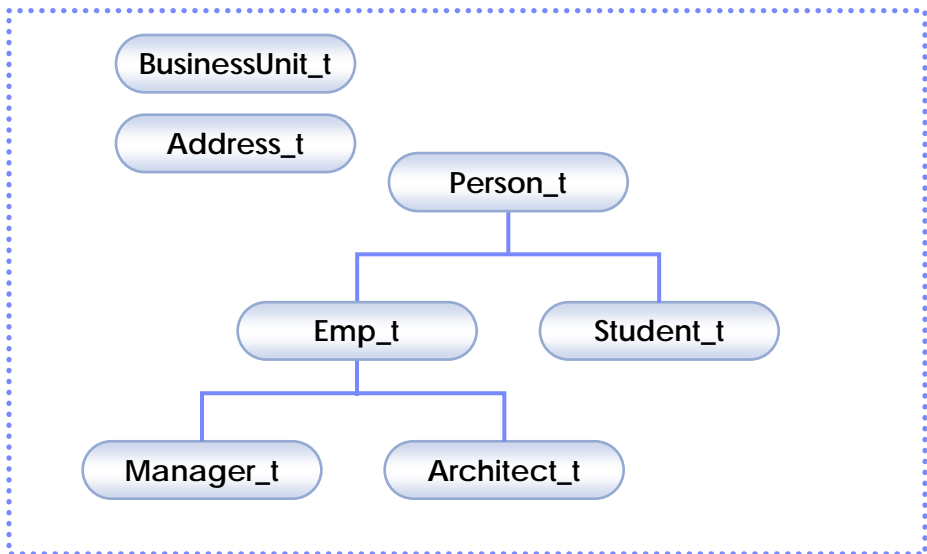 BusinessUnit_t
Address_t
Person_t
Emp_t
Student_t
Manager_t
Architect_t